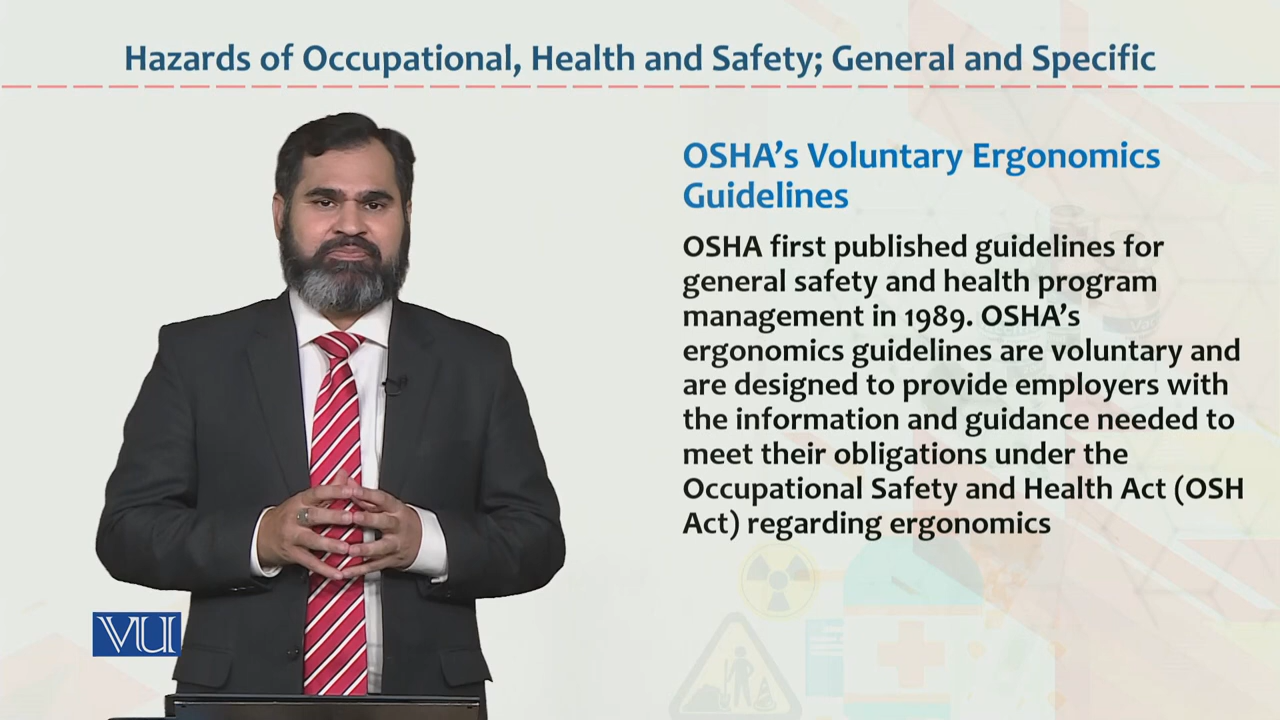 Hazards of Occupational, Health and Safety; General and Specific
OSHA's Voluntary Ergonomics
Guidelines
OSHA first published guidelines for
general safety and health program
management in 1989. OSHA's
ergonomics guidelines are voluntary and
are designed to provide employers with
the information and guidance needed to
meet their obligations under the
Occupational Safety and Health Act (OSH
Act) regarding ergonomics
VU